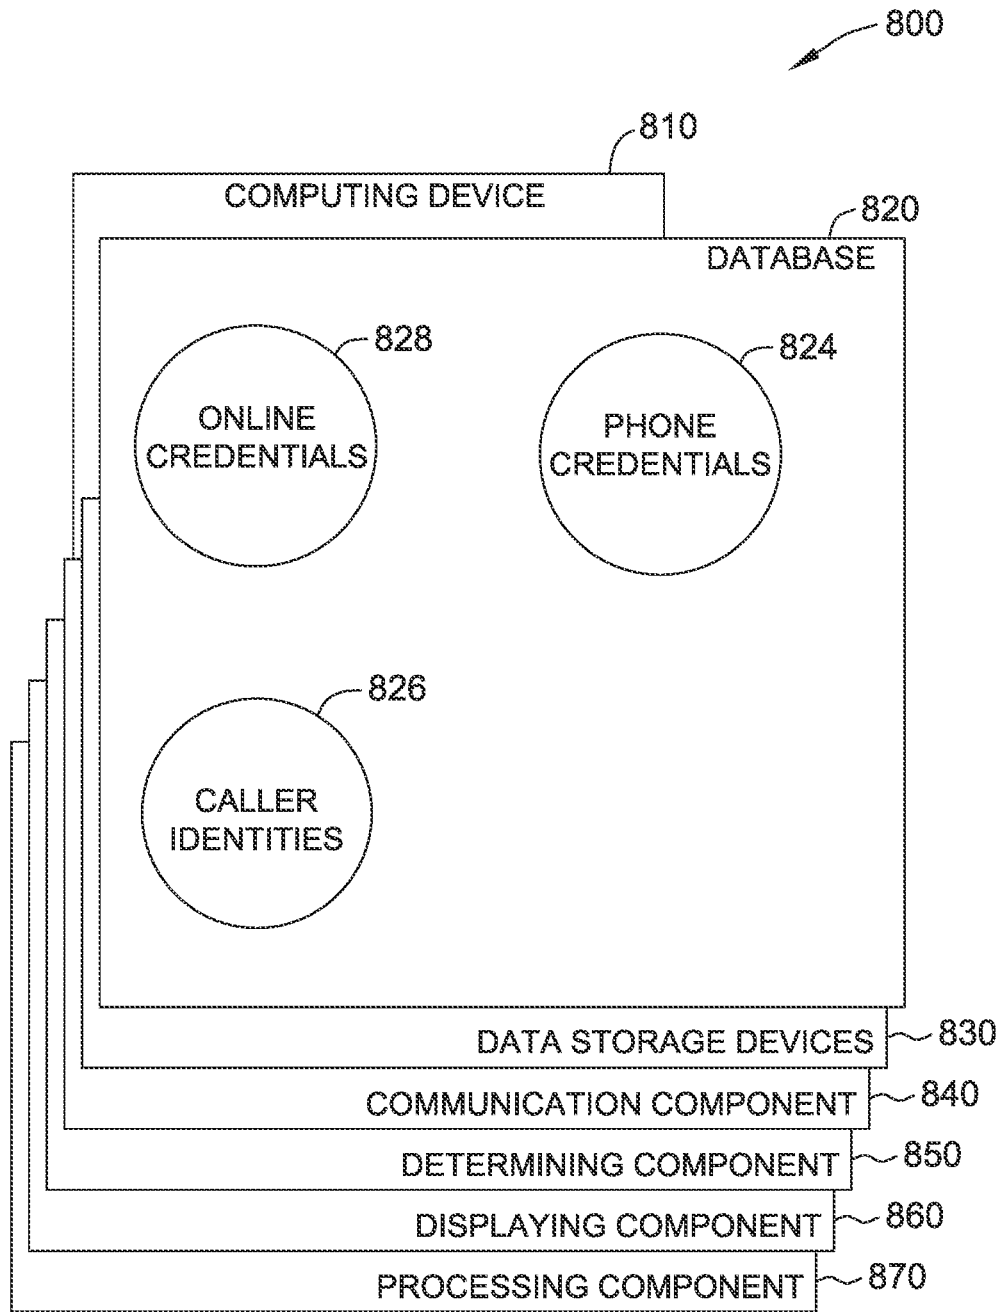 800
810
COMPUTING DEVICE
820
DATABASE
828
824
ONLINE
CREDENTIALS
PHONE
CREDENTIALS
826
CALLER
IDENTITIES
DATA STORAGE DEVICES 830
COMMUNICATION COMPONENT 840
DETERMINING COMPONENT 850
DISPLAYING COMPONENT 860
PROCESSING COMPONENT 870